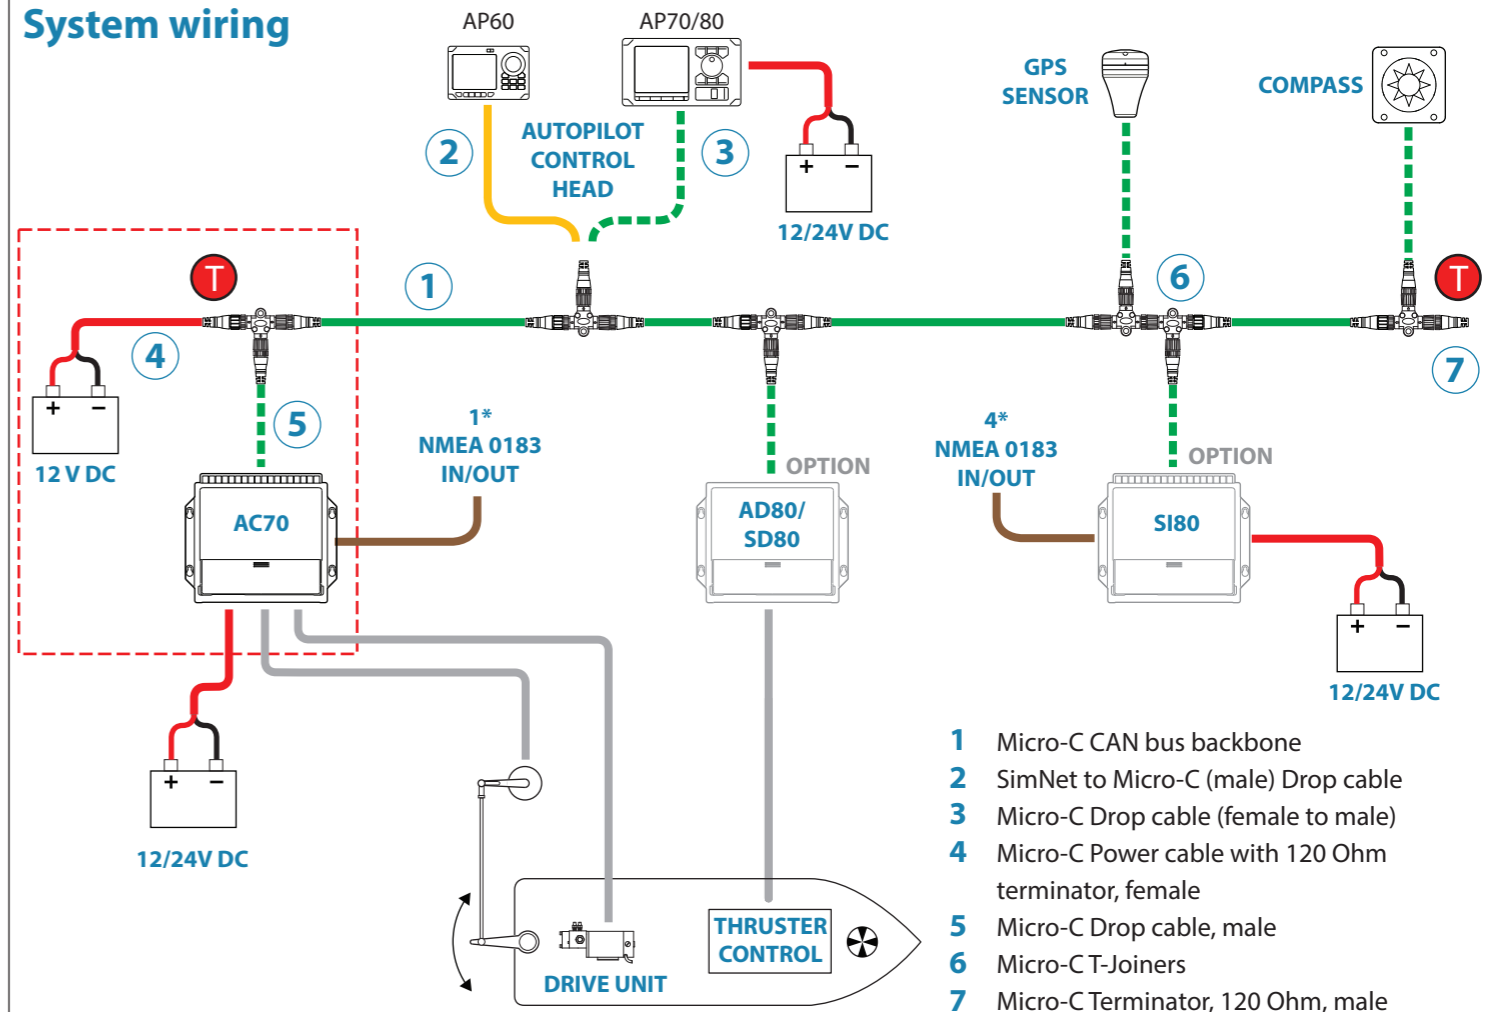 System wiring
AP60
AP70/80
GPS
SENSOR
COMPASS
2
AUTOPILOT
CONTROL
HEAD
3
+ −
12/24V DC
T
1
6
T
4
7
+ −
12 V DC
5
1*
NMEA 0183
IN/OUT
4*
NMEA 0183
IN/OUT
OPTION
OPTION
AC70
AD80/
SD80
SI80
+ −
12/24V DC
+ −
12/24V DC
THRUSTER
CONTROL
DRIVE UNIT
1 Micro-C CAN bus backbone
2 SimNet to Micro-C (male) Drop cable
3 Micro-C Drop cable (female to male)
4 Micro-C Power cable with 120 Ohm
terminator, female
5 Micro-C Drop cable, male
6 Micro-C T-Joiners
7 Micro-C Terminator, 120 Ohm, male